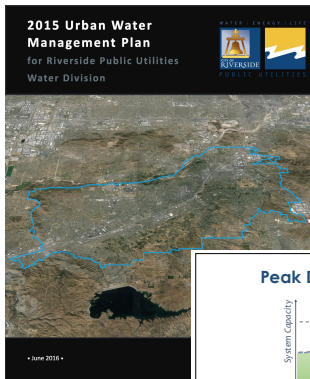 2015 Urban Water
Management Plan
for Riverside Public Utilities
Water Division
WATER | ENERGY | LIFE
CITY OF
RIVERSIDE
PUBLIC UTILITIES
Peak D
System Capacity
• June 2016 •